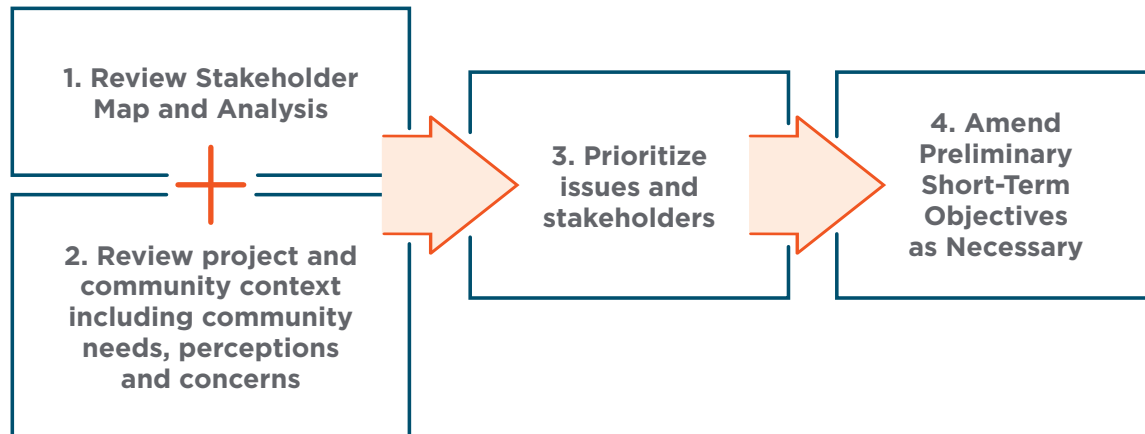 1. Review Stakeholder
Map and Analysis
2. Review project and
community context
including community
needs, perceptions
and concerns
3. Prioritize
issues and
stakeholders
4. Amend
Preliminary
Short-Term
Objectives
as Necessary